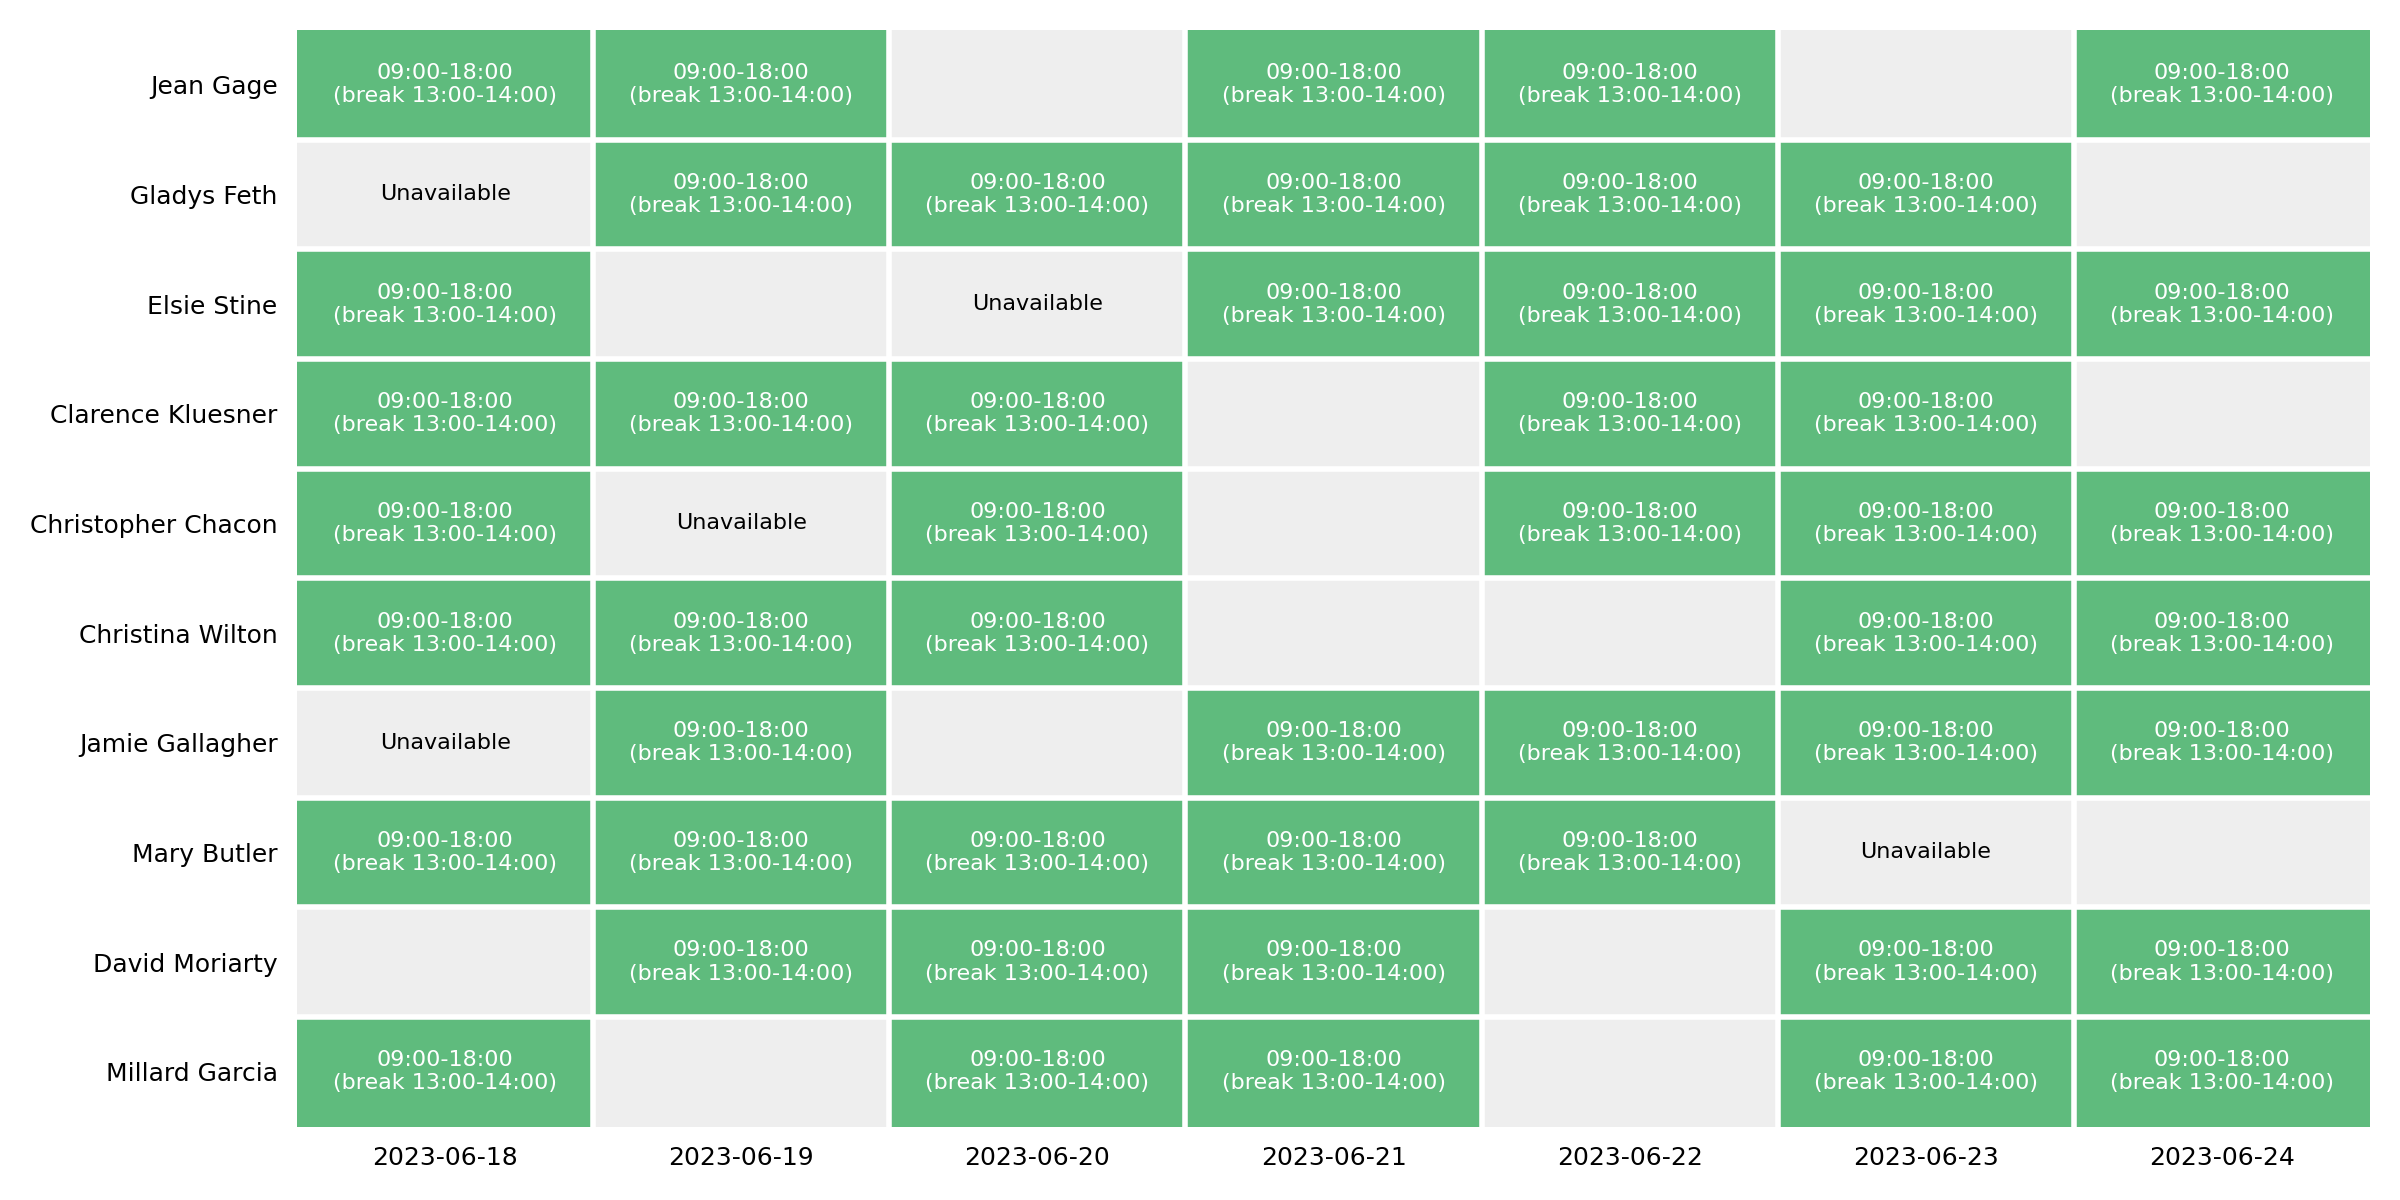 Jean Gage
09:00-18:00
(break 13:00-14:00)
09:00-18:00
(break 13:00-14:00)
09:00-18:00
(break 13:00-14:00)
09:00-18:00
(break 13:00-14:00)
09:00-18:00
(break 13:00-14:00)
Gladys Feth
Unavailable
09:00-18:00
(break 13:00-14:00)
09:00-18:00
(break 13:00-14:00)
09:00-18:00
(break 13:00-14:00)
09:00-18:00
(break 13:00-14:00)
09:00-18:00
(break 13:00-14:00)
Elsie Stine
09:00-18:00
(break 13:00-14:00)
Unavailable
09:00-18:00
(break 13:00-14:00)
09:00-18:00
(break 13:00-14:00)
09:00-18:00
(break 13:00-14:00)
09:00-18:00
(break 13:00-14:00)
Clarence Kluesner
09:00-18:00
(break 13:00-14:00)
09:00-18:00
(break 13:00-14:00)
09:00-18:00
(break 13:00-14:00)
09:00-18:00
(break 13:00-14:00)
09:00-18:00
(break 13:00-14:00)
Christopher Chacon
09:00-18:00
(break 13:00-14:00)
Unavailable
09:00-18:00
(break 13:00-14:00)
09:00-18:00
(break 13:00-14:00)
09:00-18:00
(break 13:00-14:00)
09:00-18:00
(break 13:00-14:00)
Christina Wilton
09:00-18:00
(break 13:00-14:00)
09:00-18:00
(break 13:00-14:00)
09:00-18:00
(break 13:00-14:00)
09:00-18:00
(break 13:00-14:00)
09:00-18:00
(break 13:00-14:00)
Jamie Gallagher
Unavailable
09:00-18:00
(break 13:00-14:00)
09:00-18:00
(break 13:00-14:00)
09:00-18:00
(break 13:00-14:00)
09:00-18:00
(break 13:00-14:00)
09:00-18:00
(break 13:00-14:00)
Mary Butler
09:00-18:00
(break 13:00-14:00)
09:00-18:00
(break 13:00-14:00)
09:00-18:00
(break 13:00-14:00)
09:00-18:00
(break 13:00-14:00)
09:00-18:00
(break 13:00-14:00)
Unavailable
David Moriarty
09:00-18:00
(break 13:00-14:00)
09:00-18:00
(break 13:00-14:00)
09:00-18:00
(break 13:00-14:00)
09:00-18:00
(break 13:00-14:00)
09:00-18:00
(break 13:00-14:00)
Millard Garcia
09:00-18:00
(break 13:00-14:00)
09:00-18:00
(break 13:00-14:00)
09:00-18:00
(break 13:00-14:00)
09:00-18:00
(break 13:00-14:00)
09:00-18:00
(break 13:00-14:00)
2023-06-18
2023-06-19
2023-06-20
2023-06-21
2023-06-22
2023-06-23
2023-06-24